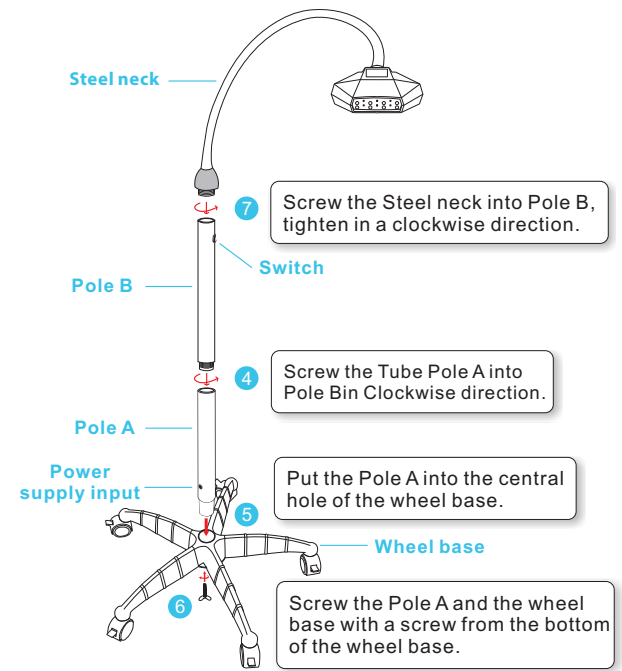 Steel neck
7
Screw the Steel neck into Pole B,
tighten in a clockwise direction.
Switch
Pole B
4
Screw the Tube Pole A into
Pole Bin Clockwise direction.
Pole A
Power
supply input
Put the Pole A into the central
hole of the wheel base.
5
Wheel base
6
Screw the Pole A and the wheel
base with a screw from the bottom
of the wheel base.